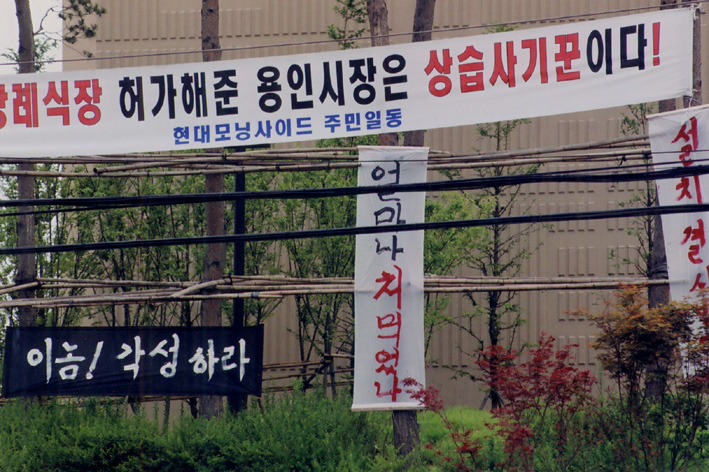 장례식장 허가해준 용인시장은 상습사기꾼이다!
현대모닝사이드 주민일동
얼마나 처먹었나
설치결사
이놈! 각성하라